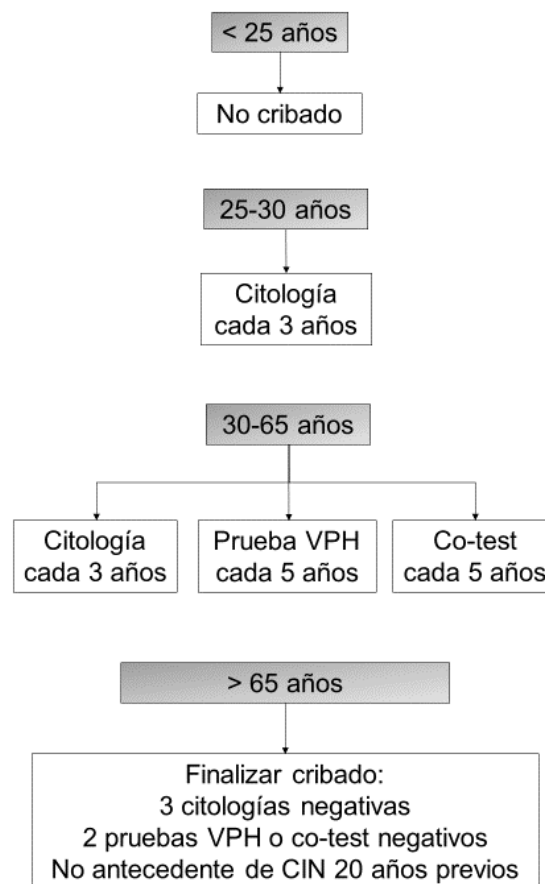 < 25 años
No cribado
25-30 años
Citología
cada 3 años
30-65 años
Citología
cada 3 años
Prueba VPH
cada 5 años
Co-test
cada 5 años
> 65 años
Finalizar cribado:
3 citologías negativas
2 pruebas VPH o co-test negativos
No antecedente de CIN 20 años previos